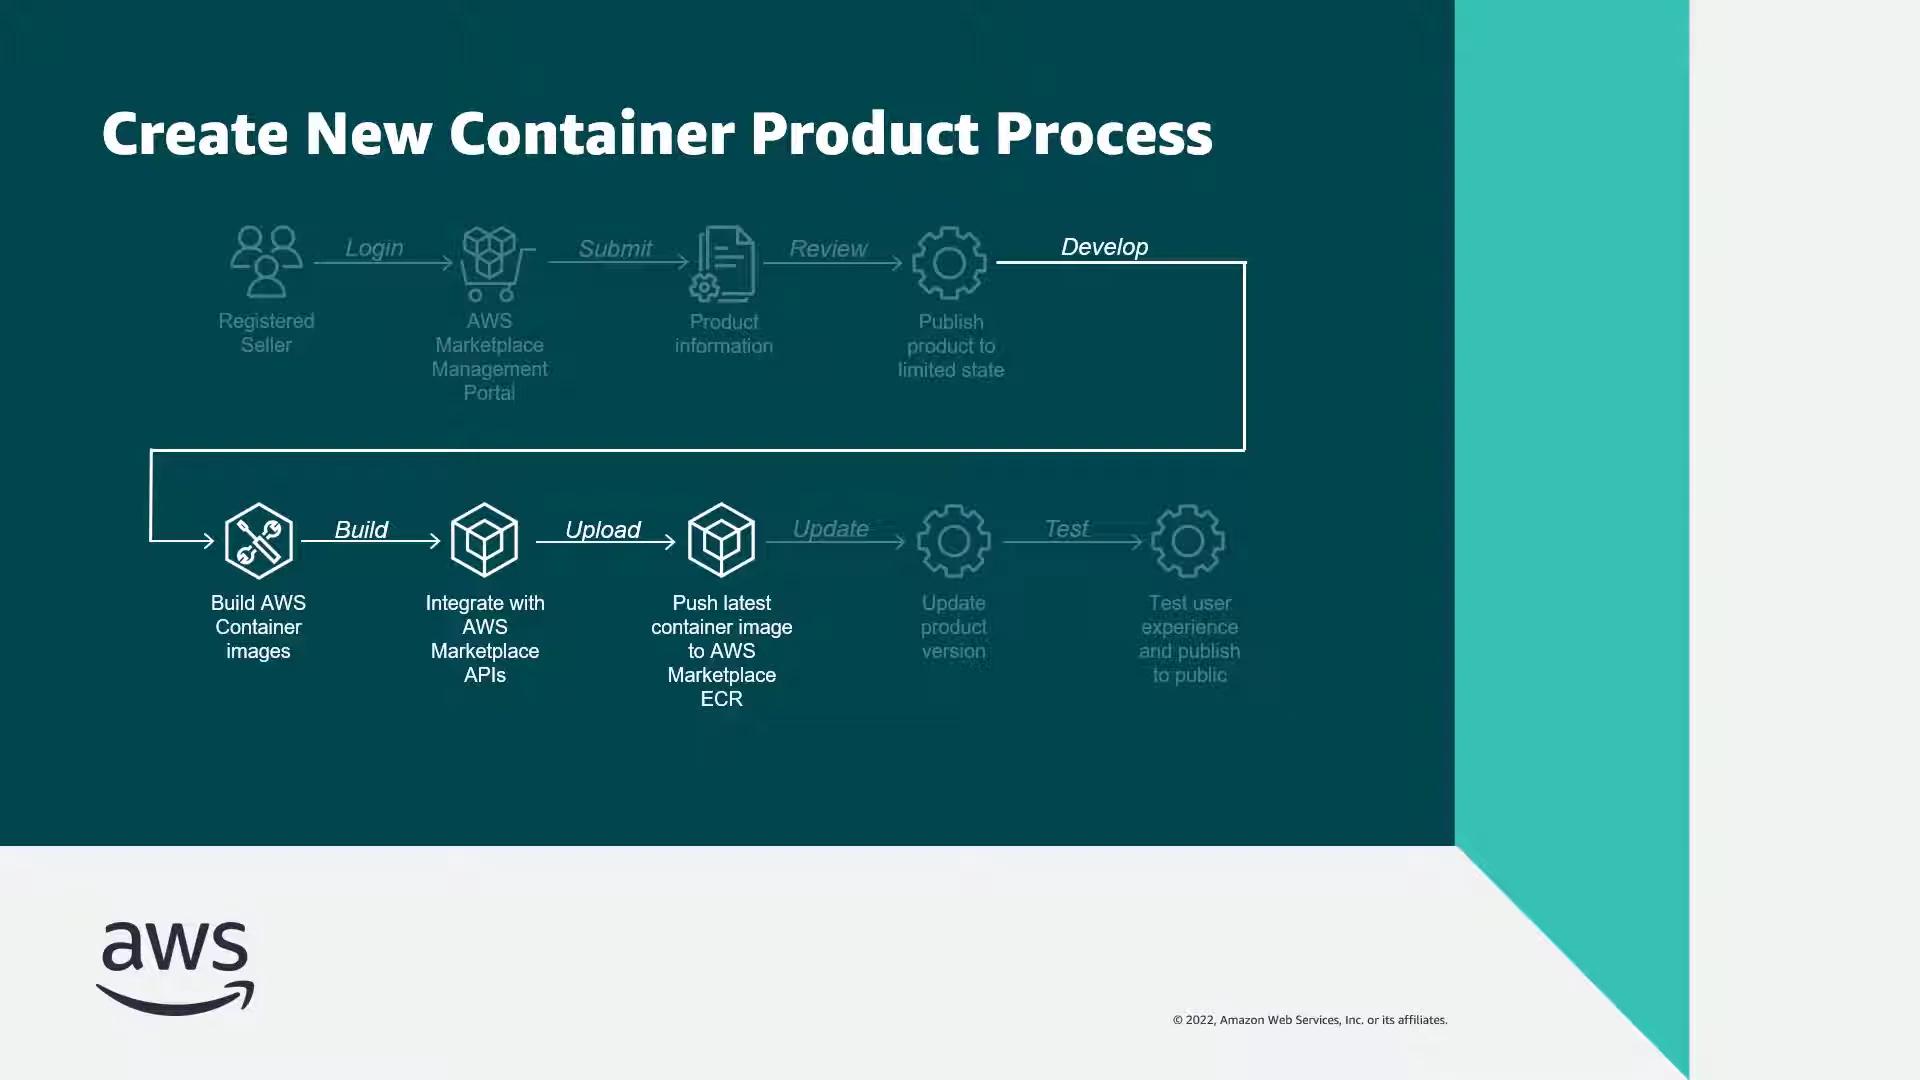 Create New Container Product Process
Login
Submit
Review
Develop
Registered
Seller
AWS
Marketplace
Management
Portal
Product
information
Publish
product to
limited state
Build
Upload
Update
Test
Build AWS
Container
images
Integrate with
AWS
Marketplace
APIs
Push latest
container image
to AWS
Marketplace
ECR
Update
product
version
Test user
experience
and publish
to public
aws
© 2022, Amazon Web Services, Inc. or its affiliates.